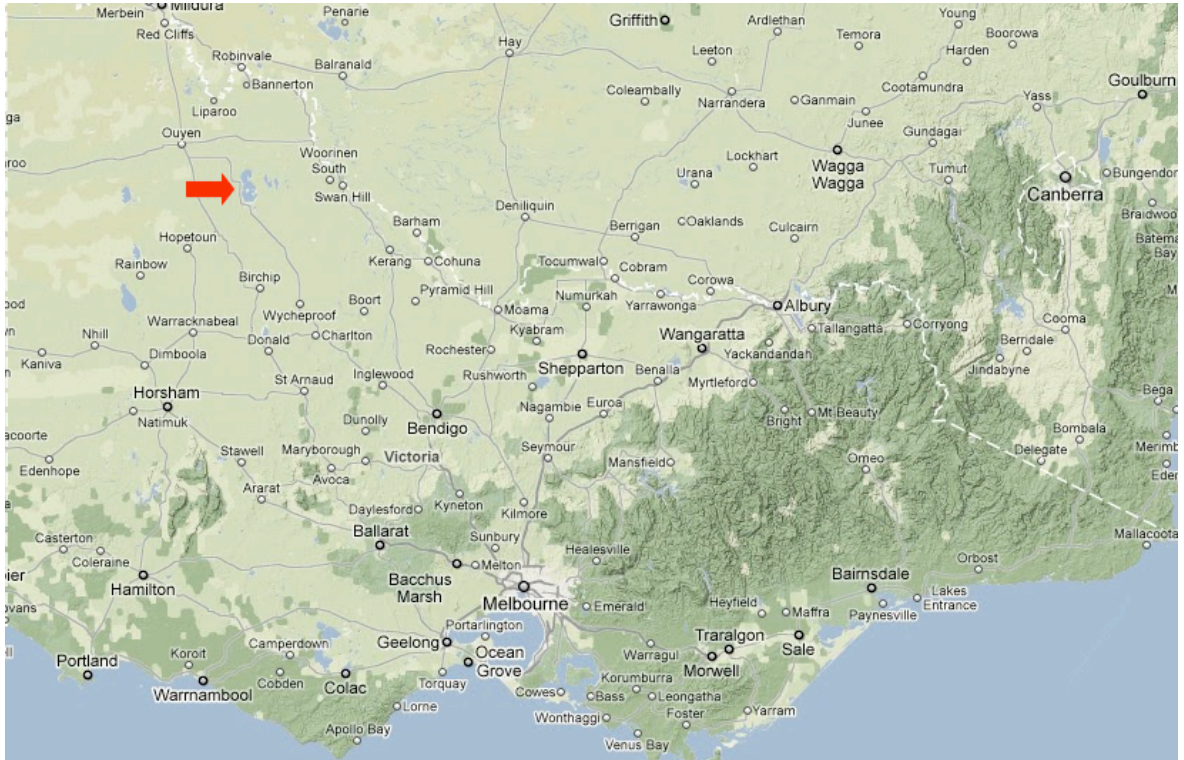 Mildura
Merbein
Red Cliffs
Penarie
Griffith
Ardlethan
Young
Temora
Boorowa
Hay
Leeton
Harden
Robinvale
Balranald
Bannerton
Cootamundra
Goulburn
Liparoo
Coleambally
Narrandera
Ganmain
Yass
Junee
Ouyen
Gundagai
Woorinen
South
Lockhart
Wagga
Wagga
Tumut
Urana
Canberra
Bungendon
Swan Hill
Deniliquin
Braidwoo
Barham
Berrigan
Oaklands
Culcairn
Batema
Bay
Hopetoun
Rainbow
Kerang
Cohuna
Tocumwal
Cobram
Corowa
Birchip
Boort
Pyramid Hill
Numurkah
Yarrawonga
Albury
Wycheproof
Moama
Warracknabeal
Charlton
Kyabram
Wangaratta
Tallangatta
Corryong
Cooma
Nhill
Donald
Rochester
Yackandandah
Berridale
Kaniva
Dimboola
Shepparton
Benalla
Jindabyne
St Arnaud
Inglewood
Rushworth
Myrtleford
Bega
Horsham
Natimuk
Dunolly
Bendigo
Nagambie
Euroa
Bright
Mt Beauty
Bombala
acoorte
Stawell
Maryborough
Victoria
Seymour
Mansfield
Omeo
Delegate
Merimb
Edenhope
Avoca
Eden
Ararat
Daylesford
Kyneton
Kilmore
Casterton
Ballarat
Sunbury
Healesville
Mallacoota
Coleraine
Orbost
Hamilton
Bacchus
Marsh
Melton
Melbourne
Emerald
Bairnsdale
Lakes
Entrance
Heyfield
Maffra
Paynesville
Portarlington
Geelong
Traralgon
Sale
Camperdown
Koroit
Ocean
Grove
Warragul
Morwell
Portland
Warrnambool
Cobden
Colac
Torquay
Cowes
Bass
Korumburra
Leongatha
Lorne
Wonthaggi
Foster
Yarram
Apollo Bay
Venus Bay